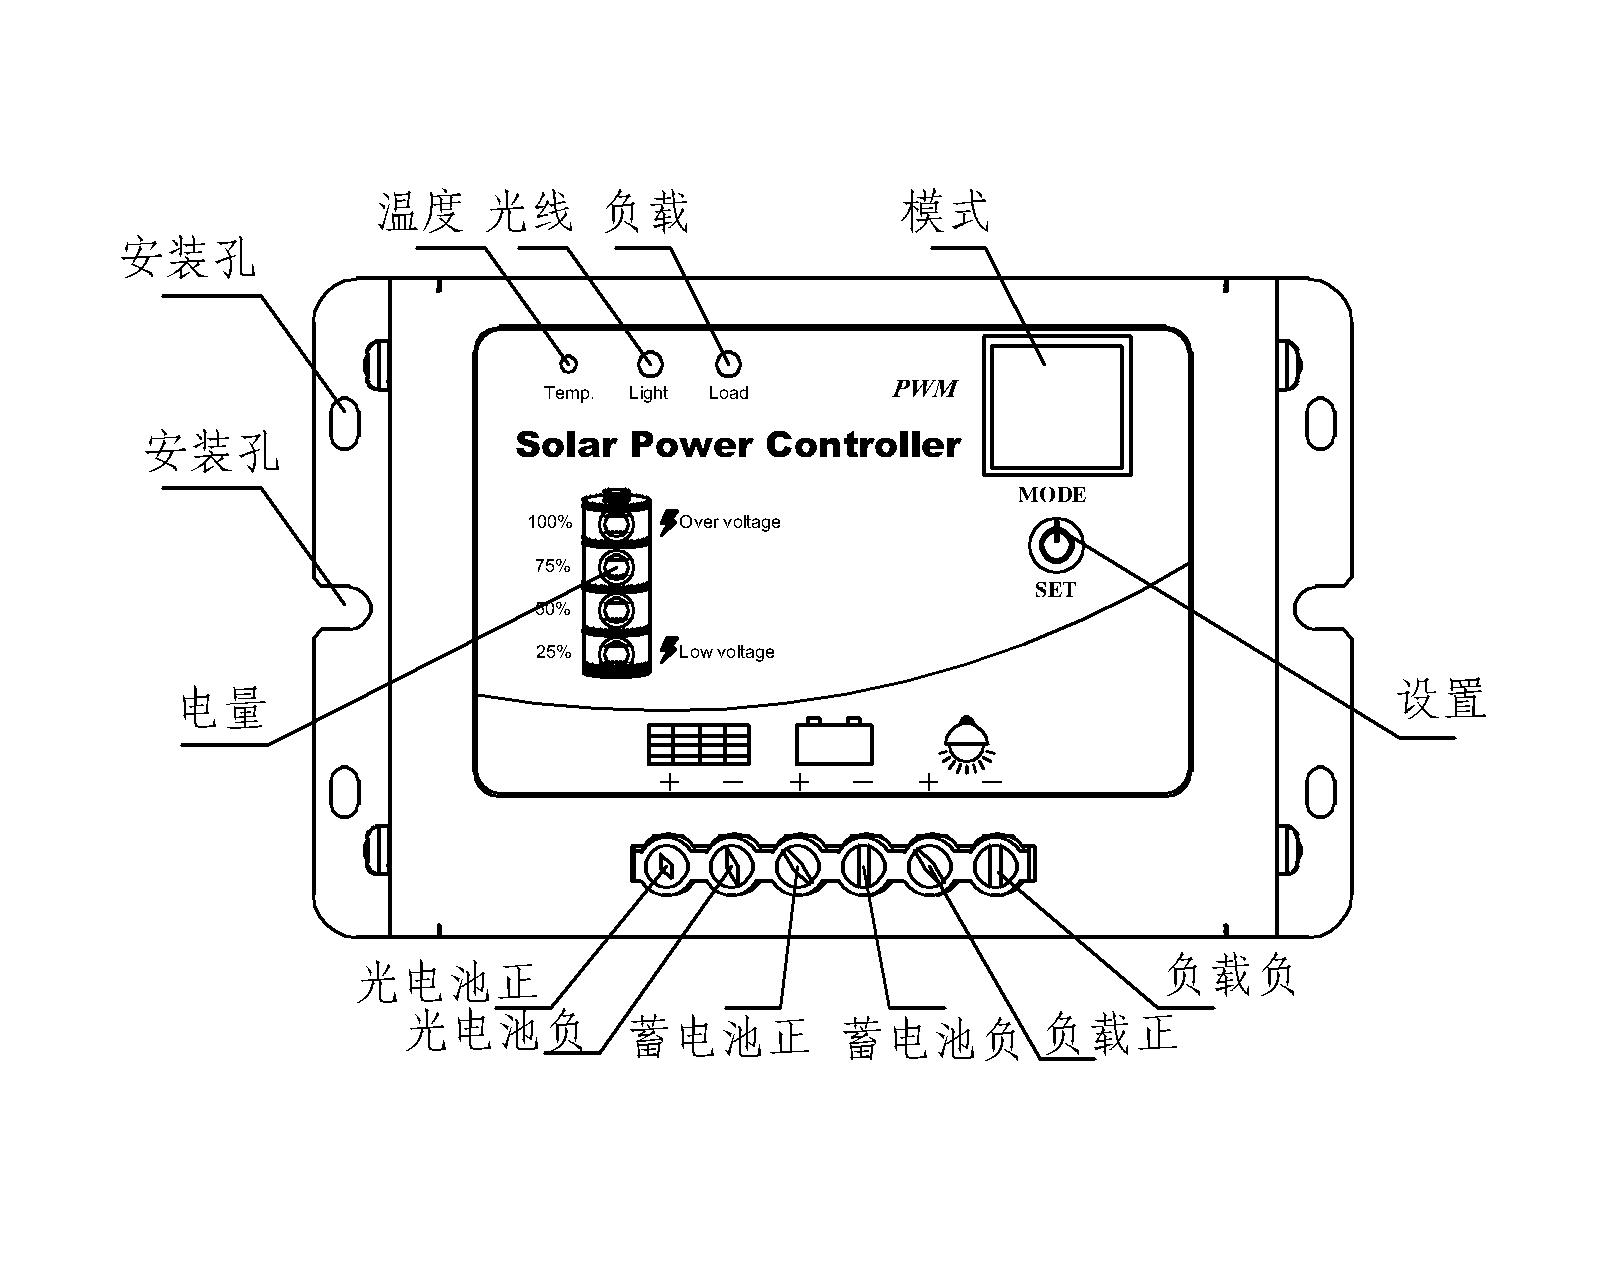 温度 光线 负载 模式
安装孔
Temp. Light Load
PWM
安装孔
Solar Power Controller
MODE
100% Over voltage
75%
SET
50%
25% Low voltage
电量
设置
+ − + − + −
光电池正
负载负
光电池负
蓄电池正
蓄电池负
负载正